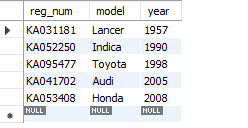 reg_num model year
KA031181 Lancer 1957
KA052250 Indica 1990
KA095477 Toyota 1998
KA041702 Audi 2005
KA053408 Honda 2008
NULL NULL NULL